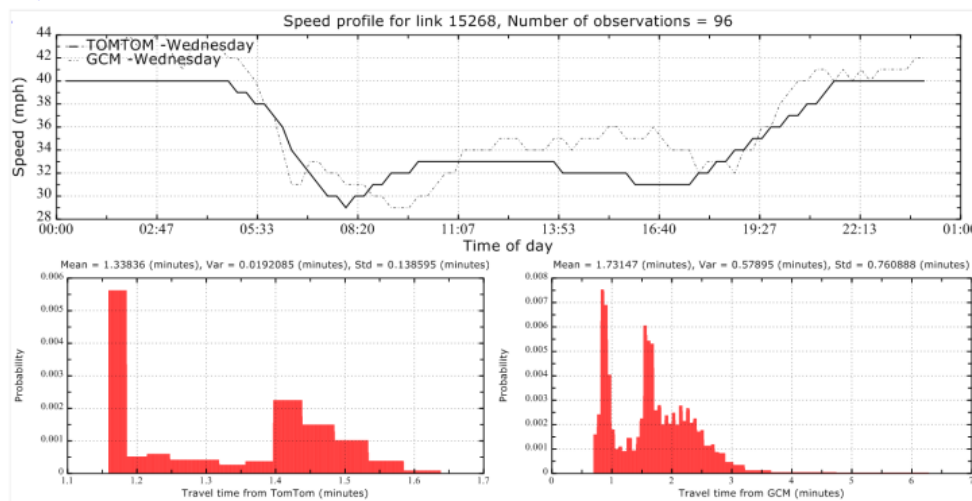 Speed profile for link 15268, Number of observations = 96
44
TOMTOM -Wednesday
42
GCM -Wednesday
40
38
36
34
32
30
28
Speed (mph)
00:00 02:47 05:33 08:20 11:07 13:53 16:40 19:27 22:13 01:00
Time of day
Mean = 1.33836 (minutes), Var = 0.0192085 (minutes), Std = 0.138595 (minutes)
0.006
0.005
0.004
0.003
0.002
0.001
0
Probability
1.1 1.2 1.3 1.4 1.5 1.6 1.7
Travel time from TomTom (minutes)
Mean = 1.73147 (minutes), Var = 0.57895 (minutes), Std = 0.760888 (minutes)
0.008
0.007
0.006
0.005
0.004
0.003
0.002
0.001
0
Probability
0 1 2 3 4 5 6 7
Travel time from GCM (minutes)